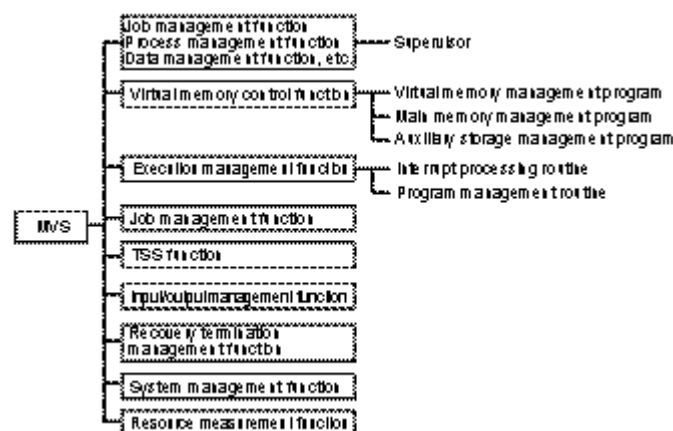 Job management function
Process management function
Data management function, etc.
Supervisor
Virtual memory control function
Virtual memory management program
Main memory management program
Auxiliary storage management program
Execution management function
Interrupt processing routine
Program management routine
MVS
Job management function
TSS function
Input/output management function
Recovery termination
management function
System management function
Resource measurement function